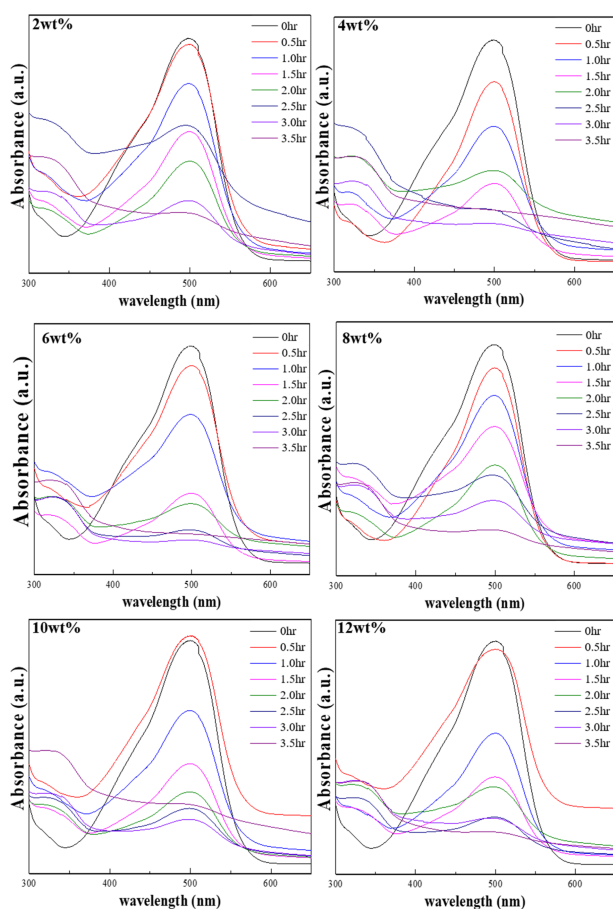 2wt%
Absorbance (a.u.)
0hr
0.5hr
1.0hr
1.5hr
2.0hr
2.5hr
3.0hr
3.5hr
300 400 500 600
wavelength (nm)
4wt%
Absorbance (a.u.)
0hr
0.5hr
1.0hr
1.5hr
2.0hr
2.5hr
3.0hr
3.5hr
300 400 500 600
wavelength (nm)
6wt%
Absorbance (a.u.)
0hr
0.5hr
1.0hr
1.5hr
2.0hr
2.5hr
3.0hr
3.5hr
300 400 500 600
wavelength (nm)
8wt%
Absorbance (a.u.)
0hr
0.5hr
1.0hr
1.5hr
2.0hr
2.5hr
3.0hr
3.5hr
300 400 500 600
wavelength (nm)
10wt%
Absorbance (a.u.)
0hr
0.5hr
1.0hr
1.5hr
2.0hr
2.5hr
3.0hr
3.5hr
300 400 500 600
wavelength (nm)
12wt%
Absorbance (a.u.)
0hr
0.5hr
1.0hr
1.5hr
2.0hr
2.5hr
3.0hr
3.5hr
300 400 500 600
wavelength (nm)